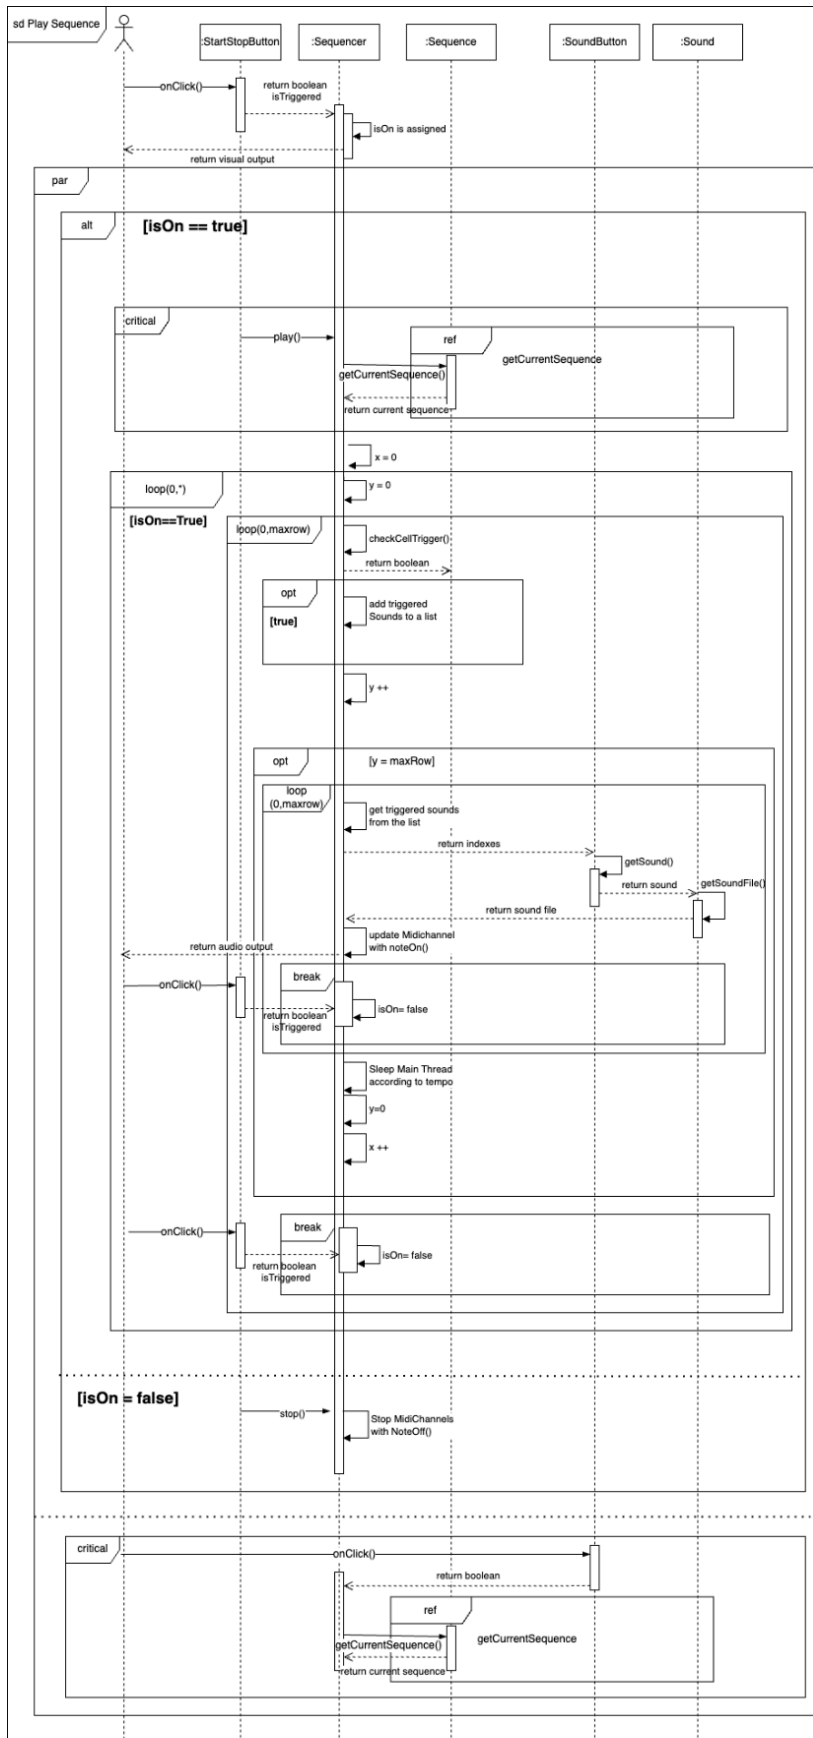 sd Play Sequence
:StartStopButton
:Sequencer
:Sequence
:SoundButton
:Sound
onClick()
return boolean
isTriggered
isOn is assigned
return visual output
par
alt
[isOn == true]
critical
play()
ref
getCurrentSequence
getCurrentSequence()
return current sequence
x = 0
loop(0,*)
y = 0
[isOn==True]
loop(0,maxrow)
checkCellTrigger()
return boolean
opt
add triggered
Sounds to a list
[true]
y ++
opt
[y = maxRow]
loop
(0,maxrow)
get triggered sounds
from the list
return indexes
getSound()
return sound
getSoundFile()
return sound file
update Midichannel
with noteOn()
return audio output
break
onClick()
isOn= false
return boolean
isTriggered
Sleep Main Thread
according to tempo
y=0
x ++
break
onClick()
isOn= false
return boolean
isTriggered
[isOn = false]
stop()
Stop MidiChannels
with NoteOff()
critical
onClick()
return boolean
ref
getCurrentSequence
getCurrentSequence()
return current sequence